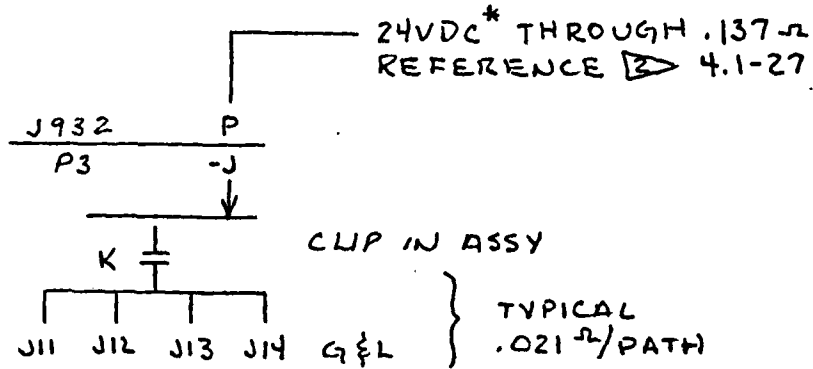 24VDC* THROUGH .137 Ω
REFERENCE 2 4.1-27
J932 P
P3 -J
CLIP IN ASSY
K
TYPICAL
.021 Ω/PATH
J11 J12 J13 J14 G&L